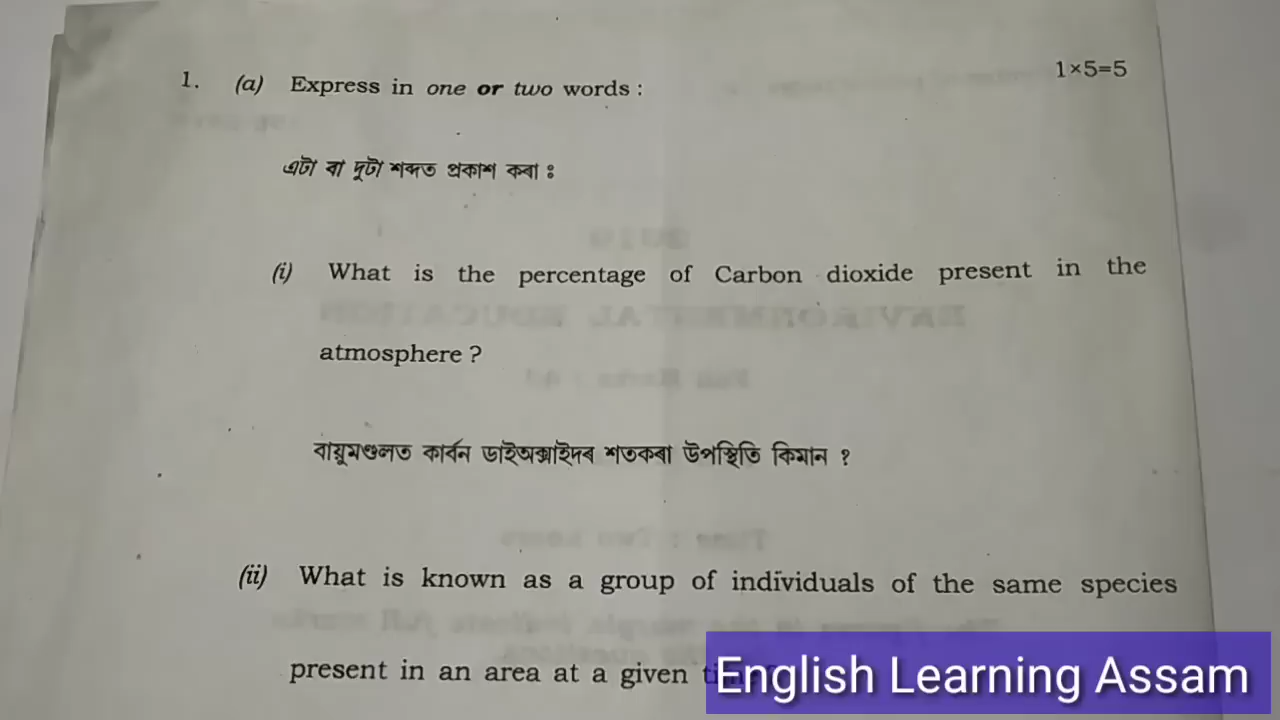 1. (a) Express in one or two words : 1×5=5
এটা বা দুটা শব্দত প্ৰকাশ কৰা ঃ
(i) What is the percentage of Carbon dioxide present in the
atmosphere ?
বায়ুমণ্ডলত কাৰ্বন ডাইঅক্সাইদৰ শতকৰা উপস্থিতি কিমান ?
(ii) What is known as a group of individuals of the same species
present in an area at a given
English Learning Assam